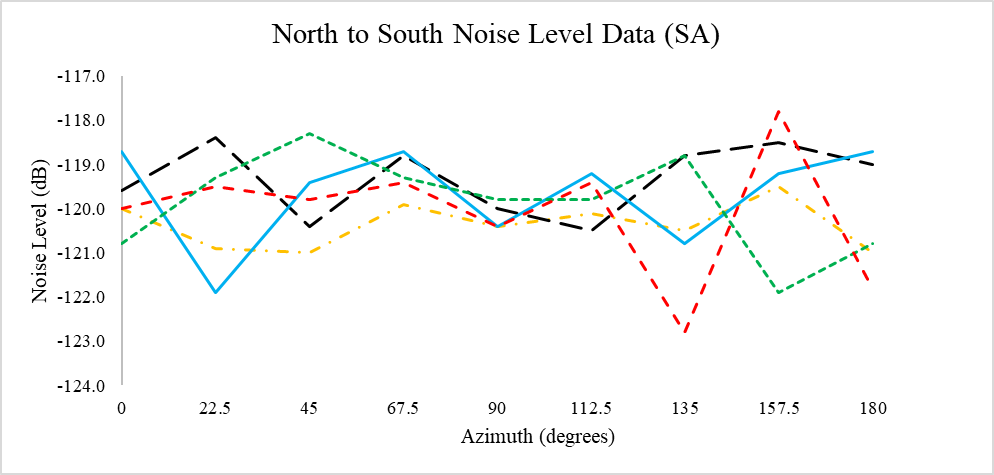 North to South Noise Level Data (SA)
-117.0
-118.0
-119.0
-120.0
-121.0
-122.0
-123.0
-124.0
Noise Level (dB)
0 22.5 45 67.5 90 112.5 135 157.5 180
Azimuth (degrees)